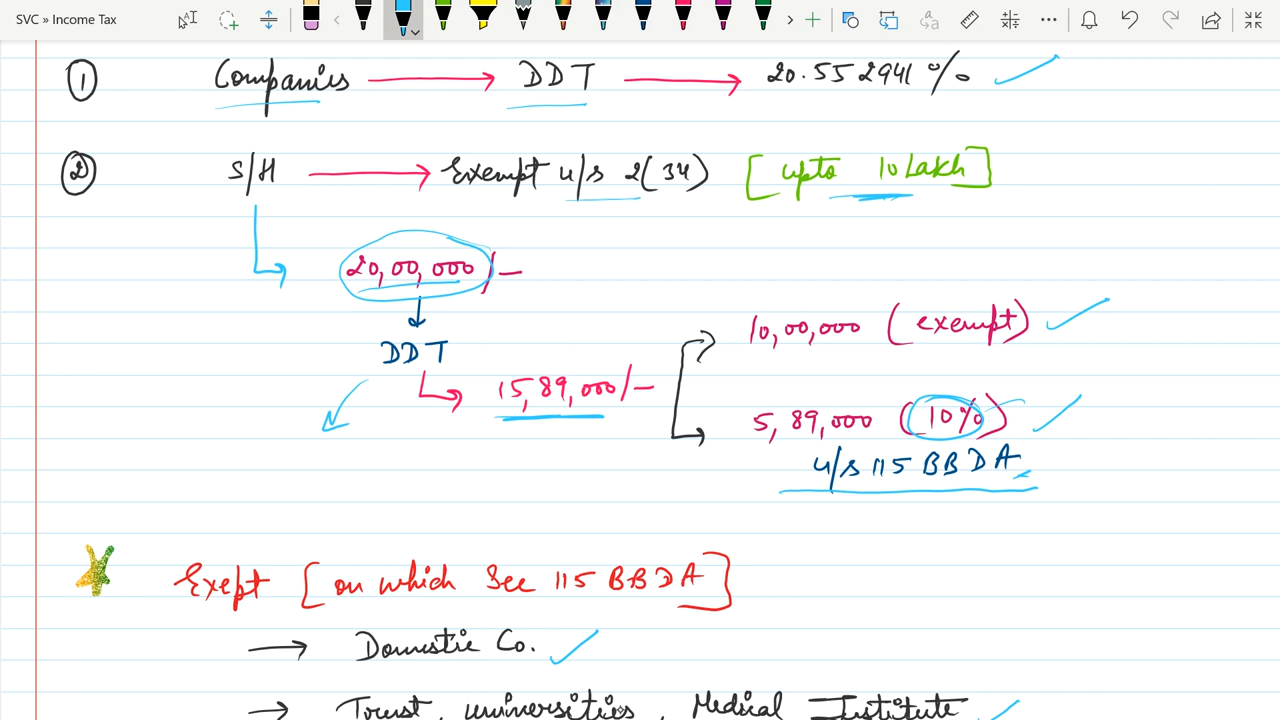 SVC » Income Tax
① Companies → DDT → 20.552941 %
② S/H → Exempt u/s 2(34) [upto 10 Lakh]
20,00,000/-
10,00,000 (exempt)
DDT
15,89,000/-
5,89,000 (10%)
u/s 115 BBDA
Exept [on which Sec 115 BBDA]
→ Domestic Co.
→ Trust, universities, Medical Institute